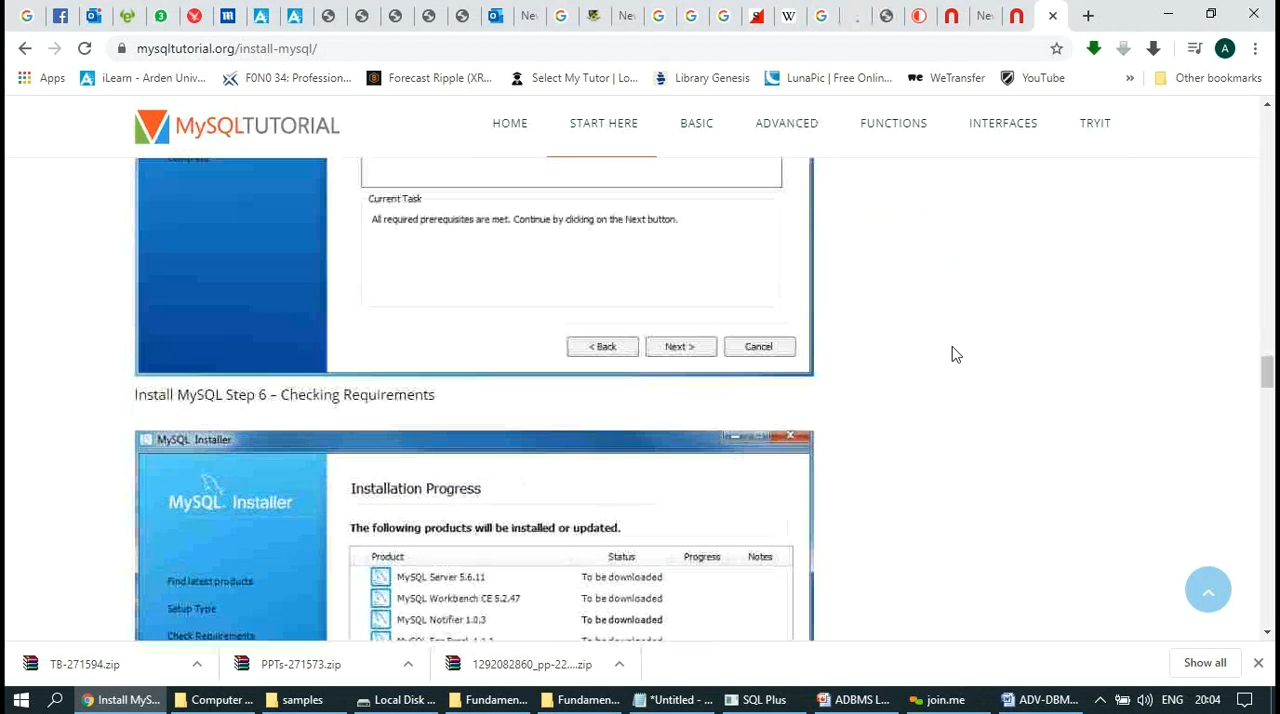 Ne
Ne
W
Ne
mysqltutorial.org/install-mysql/
A
Apps
iLearn - Arden Univ...
F0N0 34: Profession...
Forecast Ripple (XR...
Select My Tutor | Lo...
Library Genesis
LunaPic | Free Onlin...
WeTransfer
YouTube
»
Other bookmarks
MySQLTUTORIAL
HOME
START HERE
BASIC
ADVANCED
FUNCTIONS
INTERFACES
TRYIT
Current Task
All required prerequisites are met. Continue by clicking on the Next button.
< Back
Next >
Cancel
Install MySQL Step 6 – Checking Requirements
MySQL Installer
MySQL Installer
Installation Progress
The following products will be installed or updated.
Product Status Progress Notes
MySQL Server 5.6.11 To be downloaded
MySQL Workbench CE 5.2.47 To be downloaded
MySQL Notifier 1.0.3 To be downloaded
To be downloaded
Find latest products
Setup Type
Check Requirements
TB-271594.zip
PPTs-271573.zip
1292082860_pp-22....zip
Show all
Install MyS...
Computer ...
samples
Local Disk ...
Fundamen...
Fundamen...
*Untitled - ...
SQL Plus
ADBMS L...
join.me
ADV-DBM...
ENG
20:04